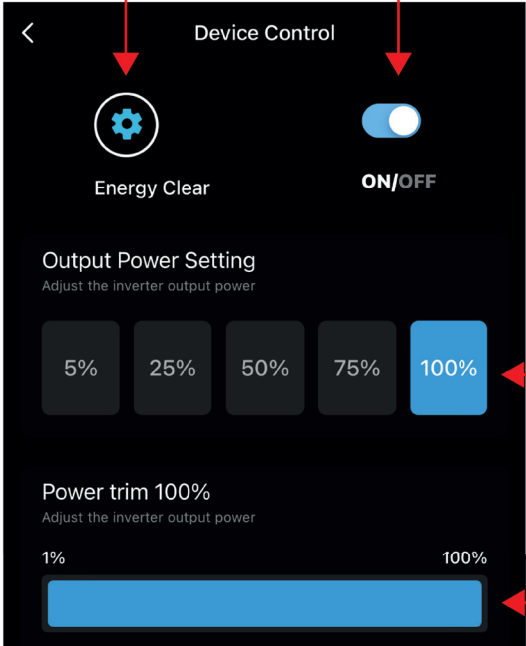 Device Control
Energy Clear
ON/OFF
Output Power Setting
Adjust the inverter output power
5% 25% 50% 75% 100%
Power trim 100%
Adjust the inverter output power
1% 100%